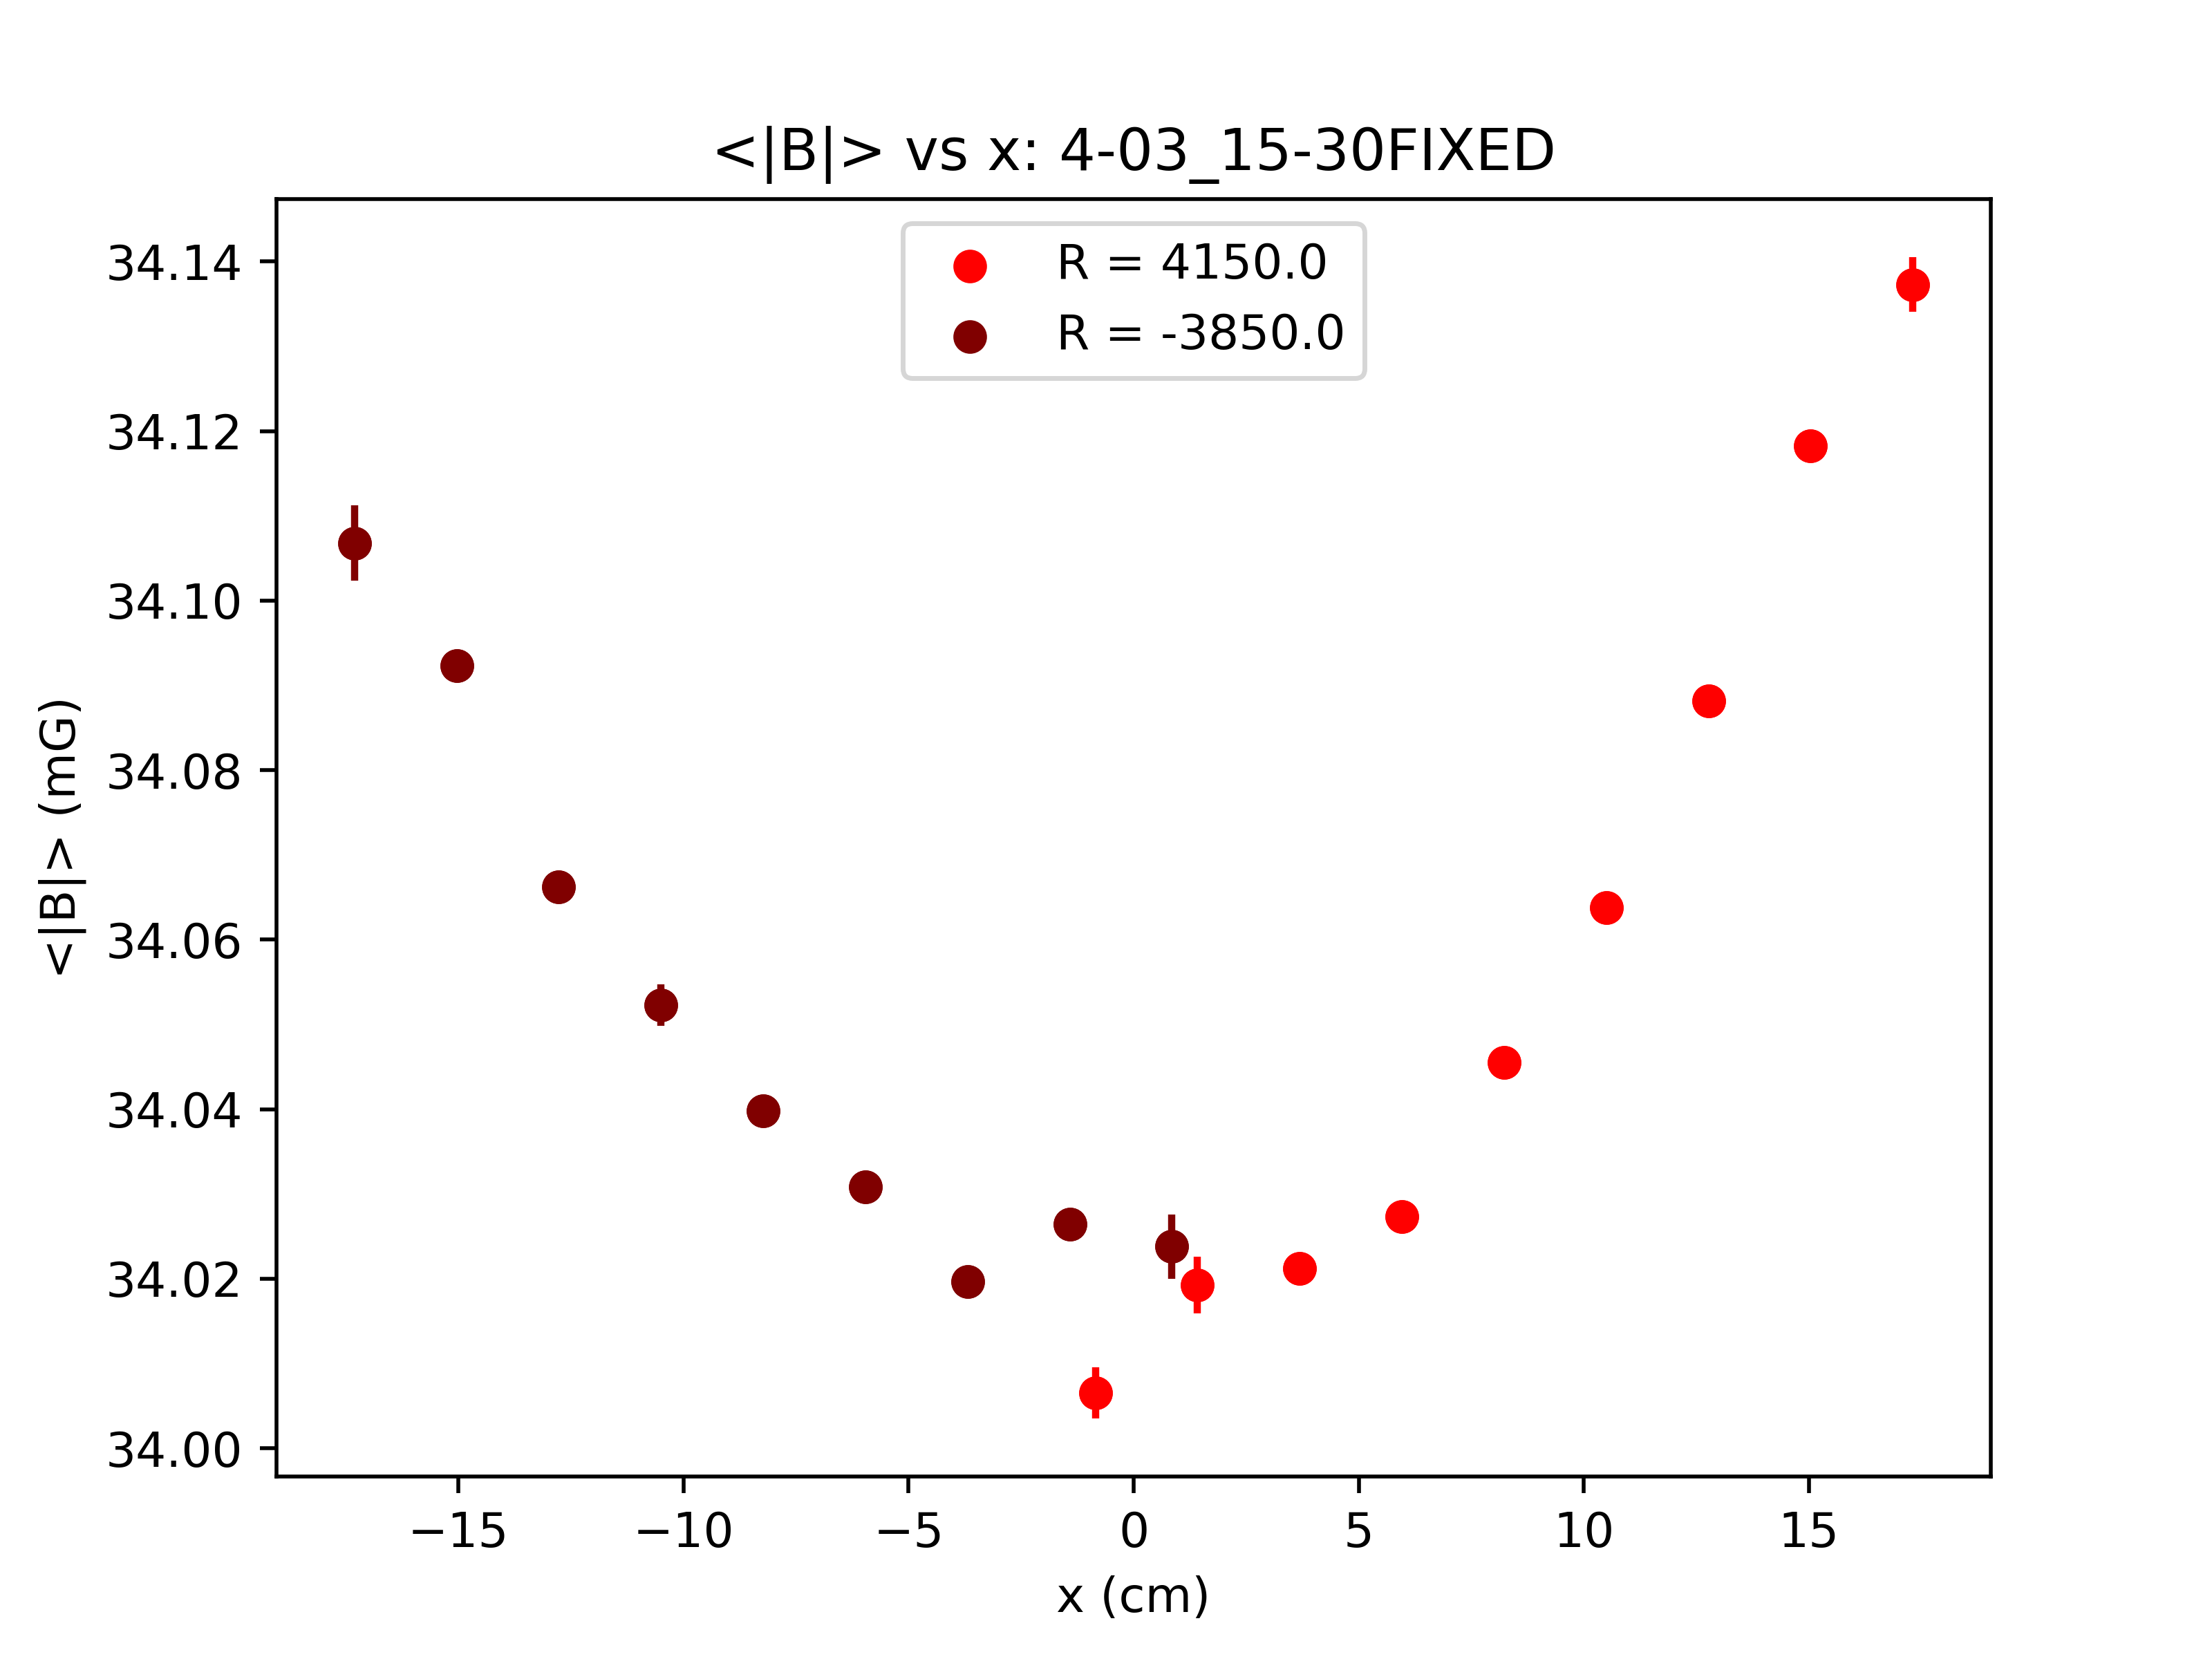 <|B|> vs x: 4-03_15-30FIXED
R = 4150.0
R = -3850.0
34.14
34.12
34.10
34.08
34.06
34.04
34.02
34.00
<|B|> (mG)
−15 −10 −5 0 5 10 15
x (cm)